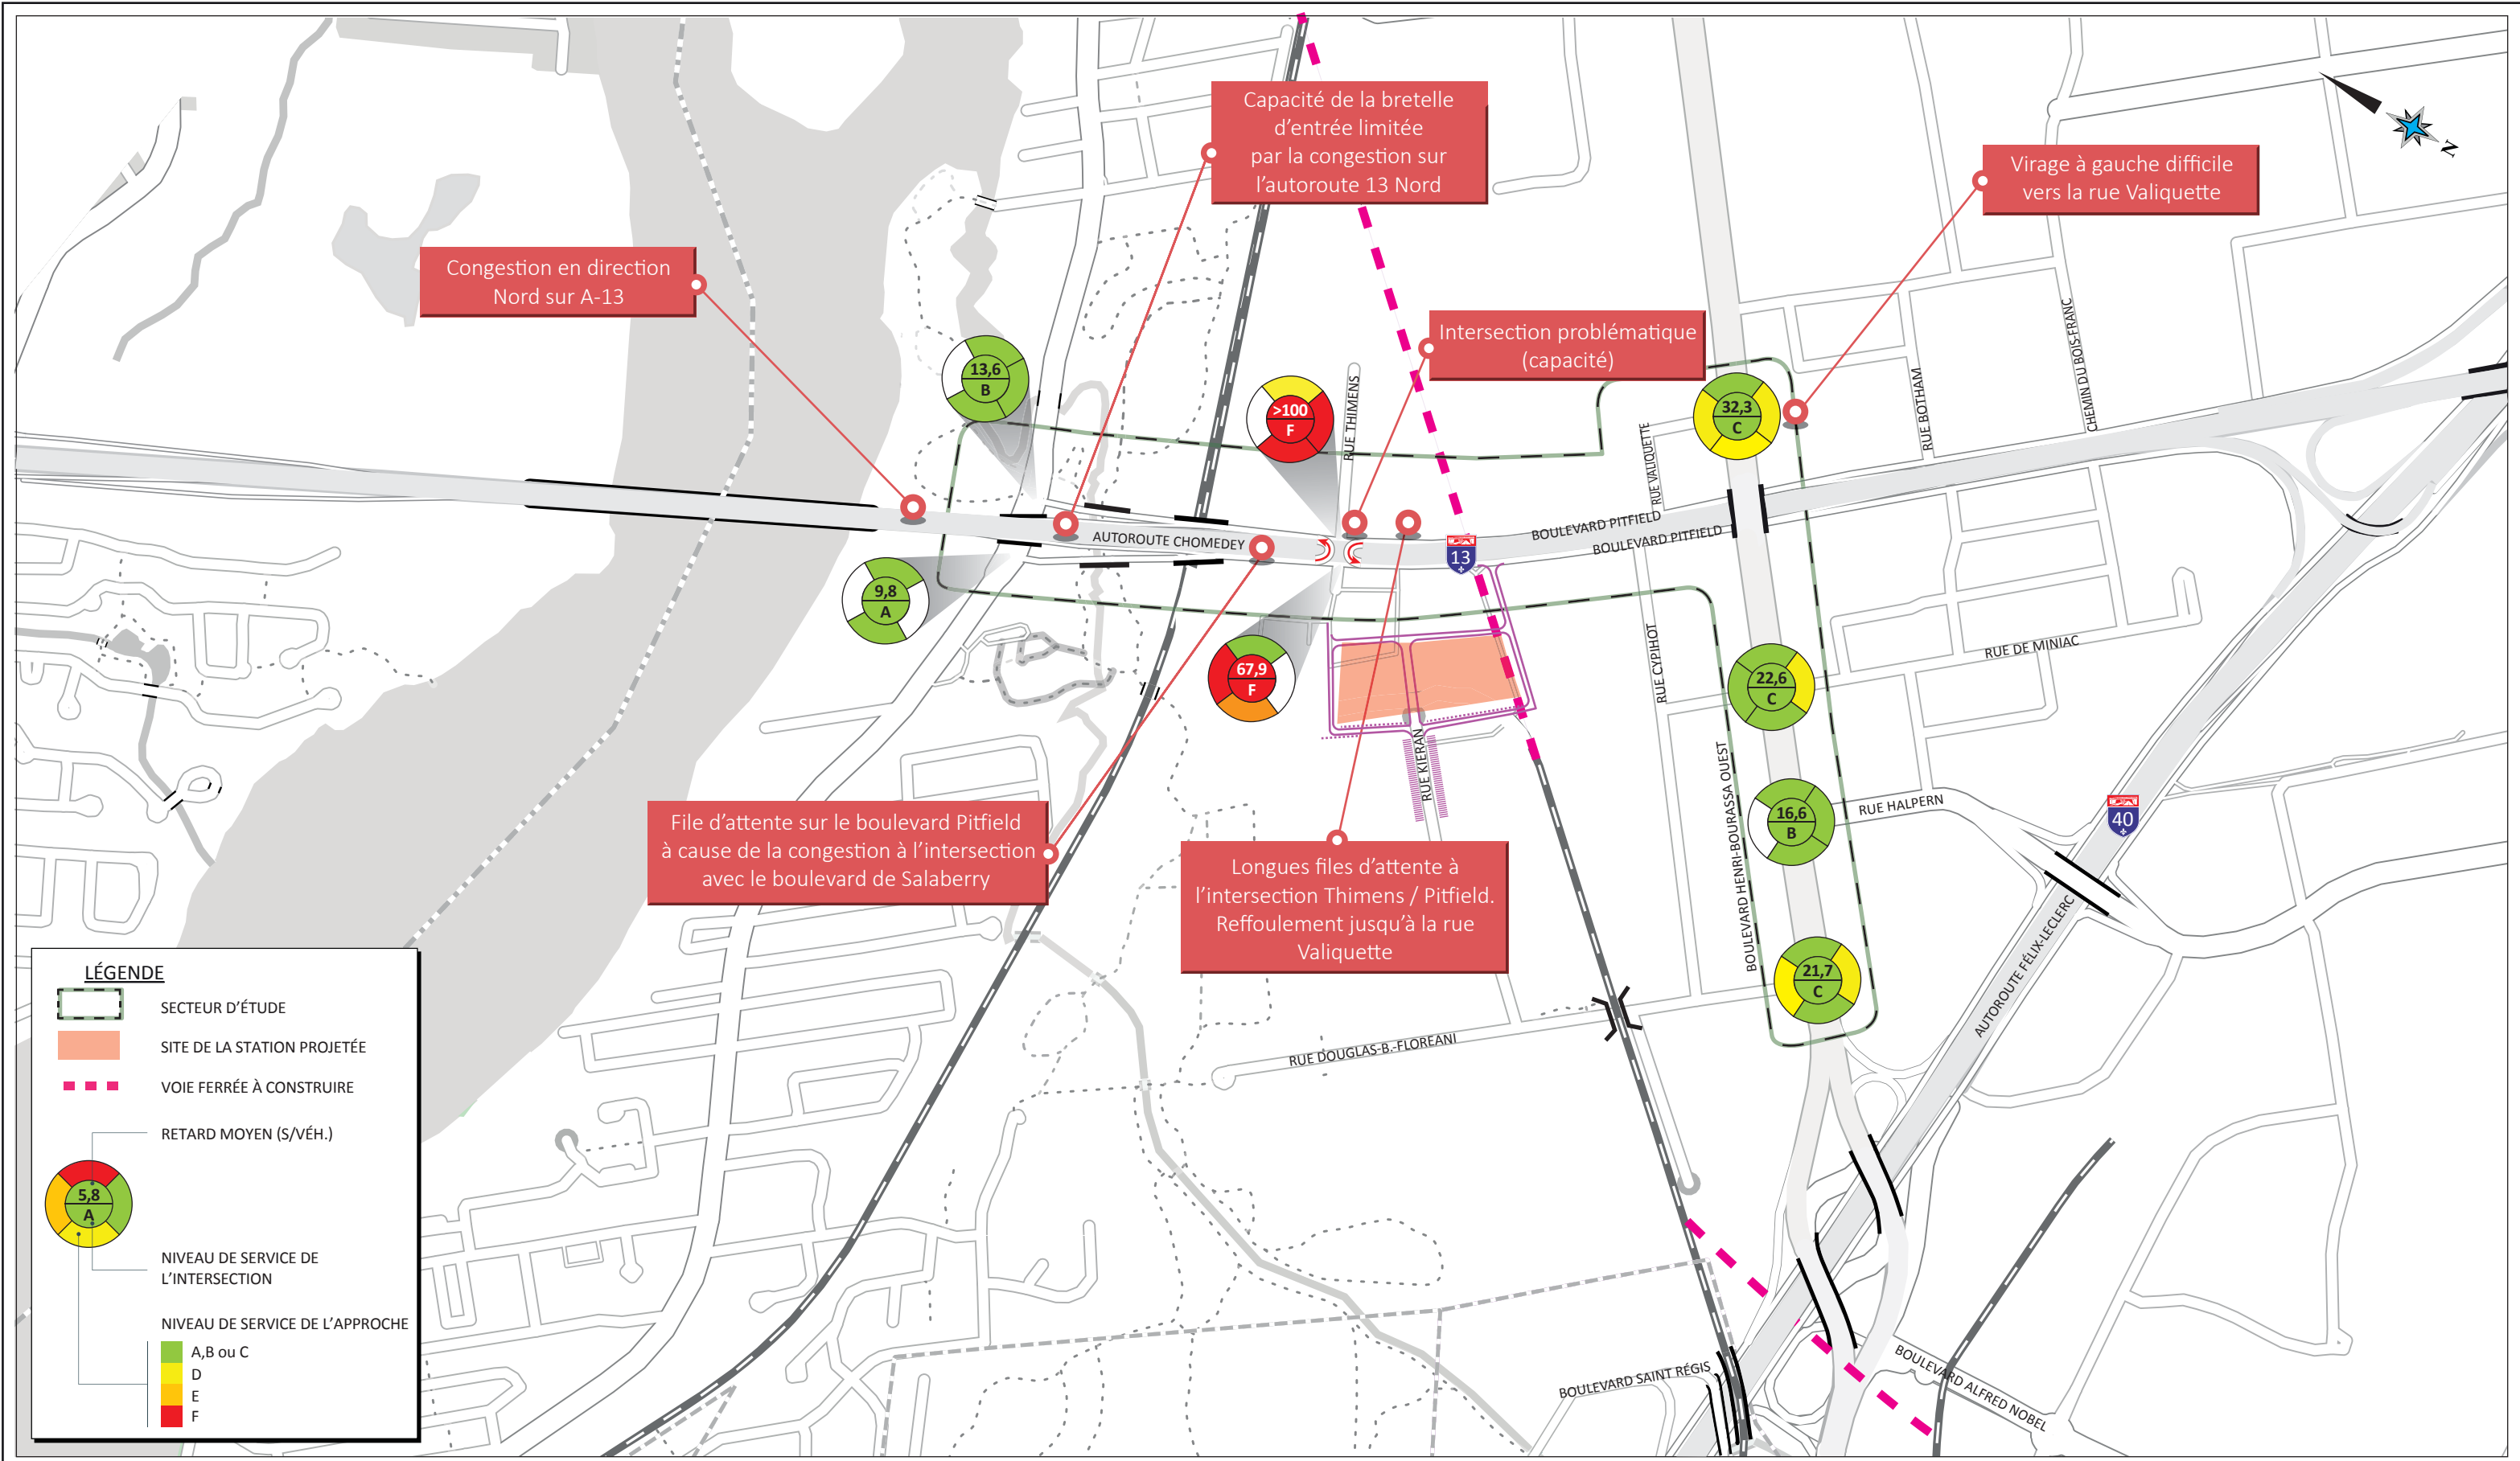 Capacité de la bretelle
d'entrée limitée
par la congestion sur
l'autoroute 13 Nord
N
Virage à gauche difficile
vers la rue Valiquette
Congestion en direction
Nord sur A-13
Intersection problématique
(capacité)
13,6
B
>100
F
32,3
C
RUE THIMENS
RUE VALIQUETTE
RUE BOTHAM
CHEMIN DU BOIS-FRANC
AUTOROUTE CHOMEDEY
BOULEVARD PITFIELD
BOULEVARD PITFIELD
13
9,8
A
67,9
F
22,6
C
RUE CYPIHOT
RUE DE MINIAC
RUE KIERAN
BOULEVARD HENRI-BOURASSA OUEST
16,6
B
RUE HALPERN
40
File d'attente sur le boulevard Pitfield
à cause de la congestion à l'intersection
avec le boulevard de Salaberry
Longues files d'attente à
l'intersection Thimens / Pitfield.
Reffoulement jusqu'à la rue
Valiquette
21,7
C
AUTOROUTE FÉLIX-LECLERC
RUE DOUGLAS-B.-FLOREANI
BOULEVARD SAINT RÉGIS
BOULEVARD ALFRED NOBEL
LÉGENDE
SECTEUR D'ÉTUDE
SITE DE LA STATION PROJETÉE
VOIE FERRÉE À CONSTRUIRE
RETARD MOYEN (S/VÉH.)
5,8
A
NIVEAU DE SERVICE DE
L'INTERSECTION
NIVEAU DE SERVICE DE L'APPROCHE
A,B ou C
D
E
F